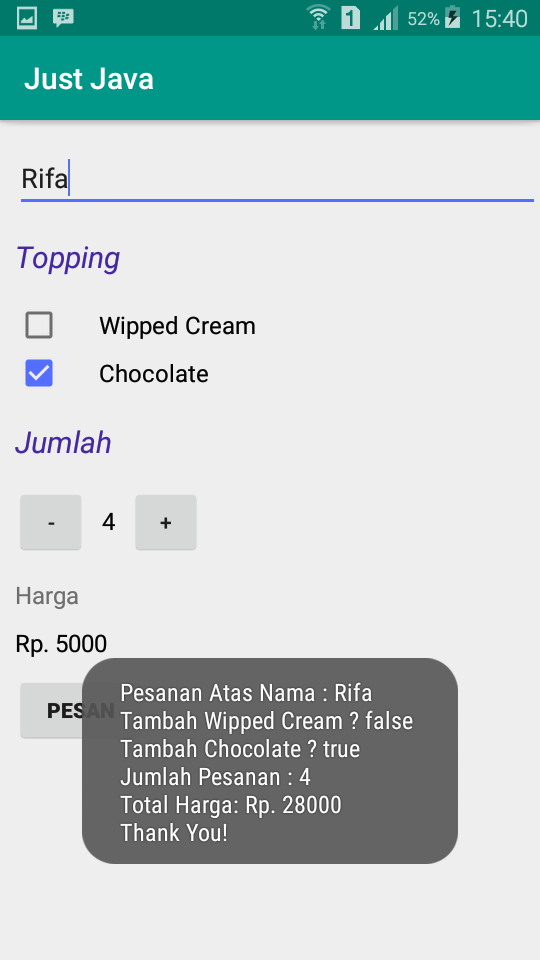 1 52% 15:40
Just Java
Rifa
Topping
Wipped Cream
Chocolate
Jumlah
- 4 +
Harga
Rp. 5000
PESAN
Pesanan Atas Nama : Rifa
Tambah Wipped Cream ? false
Tambah Chocolate ? true
Jumlah Pesanan : 4
Total Harga: Rp. 28000
Thank You!